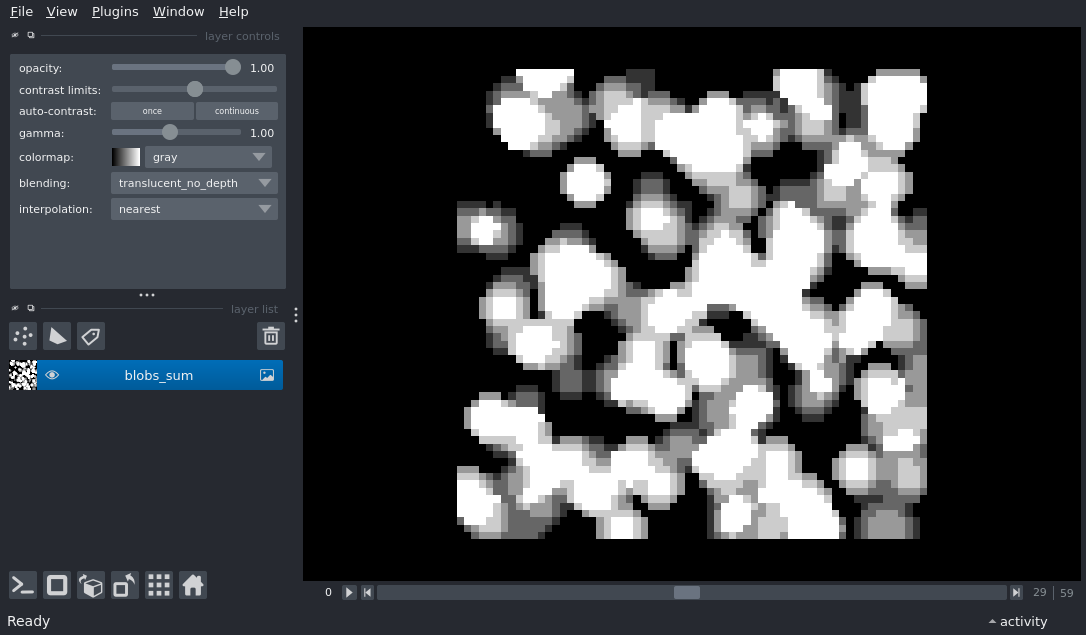 File View Plugins Window Help
layer controls
opacity: 1.00
contrast limits:
auto-contrast: once continuous
gamma: 1.00
colormap: gray
blending: translucent_no_depth
interpolation: nearest
layer list
blobs_sum
0 29 | 59
Ready activity